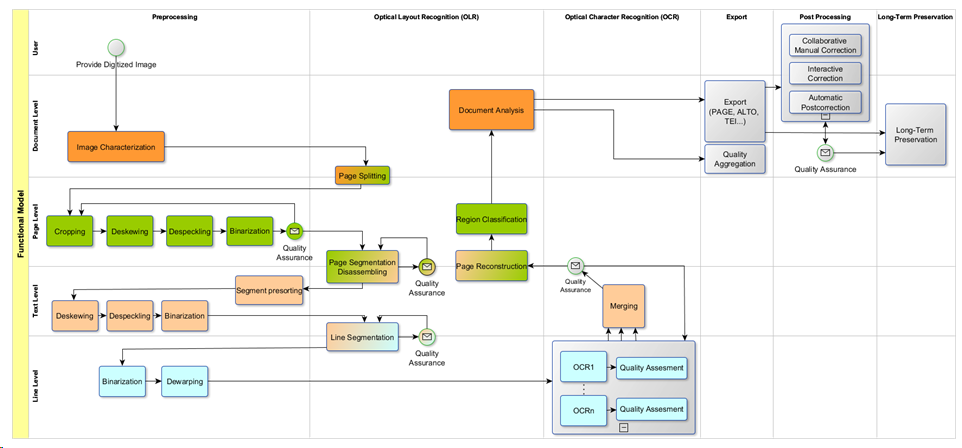 Preprocessing
Optical Layout Recognition (OLR)
Optical Character Recognition (OCR)
Export
Post Processing
Long-Term Preservation
Functional Model
User
Provide Digitized Image
Collaborative
Manual Correction
Interactive
Correction
Automatic
Postcorrection
Document Level
Image Characterization
Document Analysis
Export
(PAGE, ALTO,
TEI...)
Quality
Aggregation
Quality Assurance
Long-Term
Preservation
Page Splitting
Page Level
Cropping
Deskewing
Despeckling
Binarization
Quality
Assurance
Page Segmentation
Disassembling
Quality
Assurance
Region Classification
Page Reconstruction
Quality
Assurance
Text Level
Segment presorting
Deskewing
Despeckling
Binarization
Merging
Line Segmentation
Quality
Assurance
Line Level
Binarization
Dewarping
OCR1
Quality Assesment
OCRn
Quality Assesment